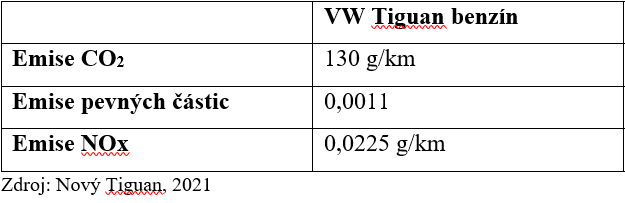 VW Tiguan benzín
Emise CO₂ 130 g/km
Emise pevných částic 0,0011
Emise NOx 0,0225 g/km
Zdroj: Nový Tiguan, 2021